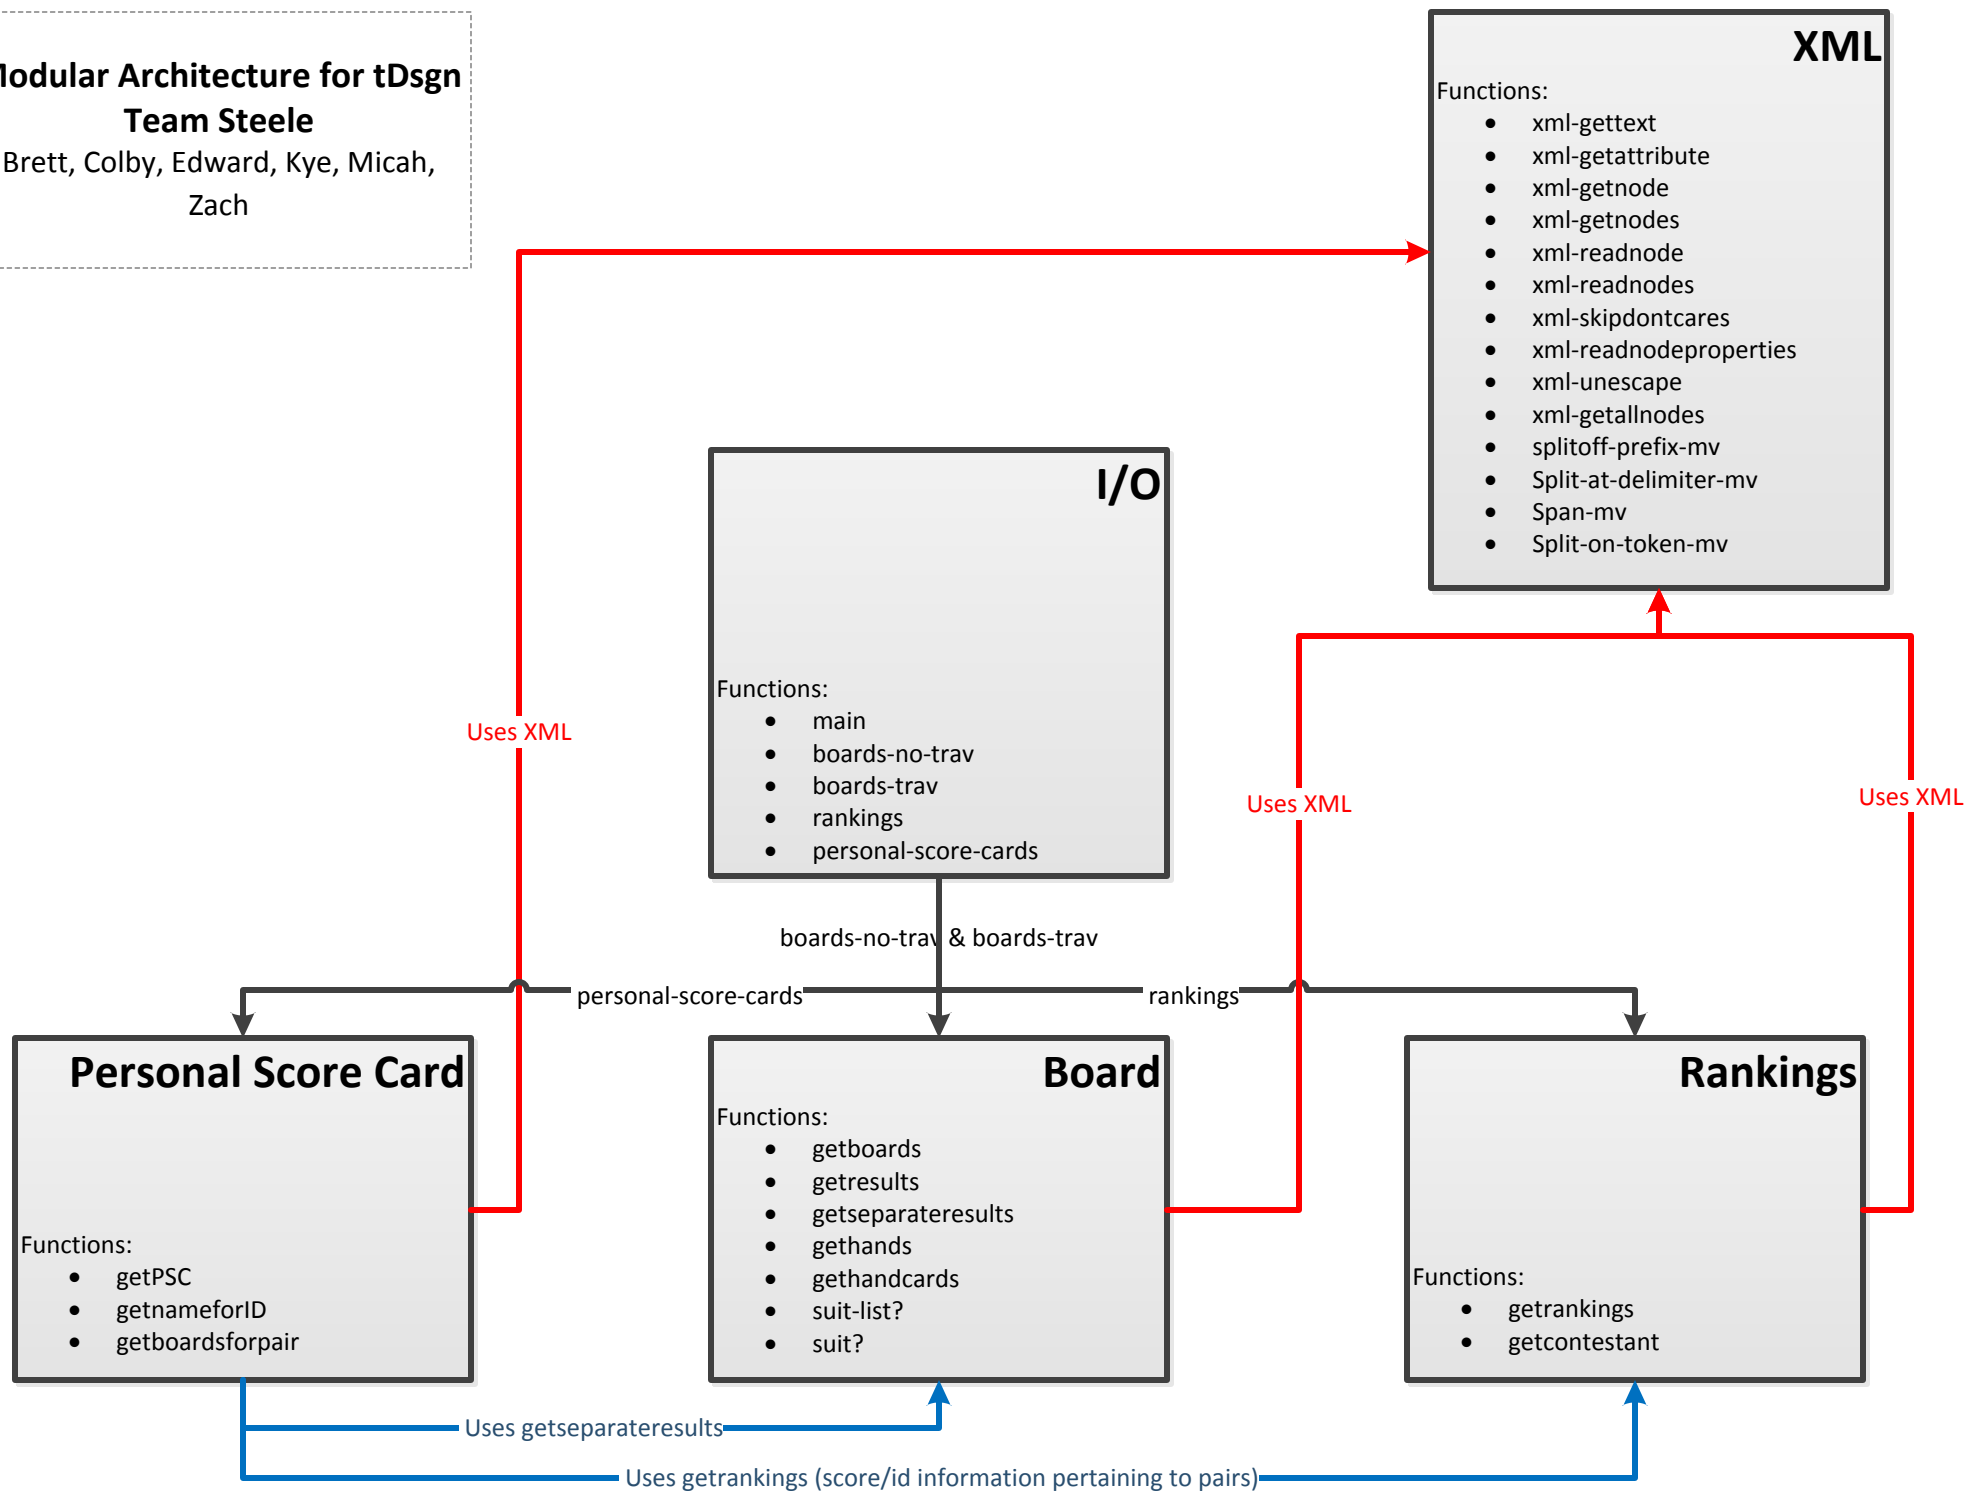 Modular Architecture for tDsgn
Team Steele
Brett, Colby, Edward, Kye, Micah,
Zach
XML
Functions:
• xml-gettext
• xml-getattribute
• xml-getnode
• xml-getnodes
• xml-readnode
• xml-readnodes
• xml-skipdontcares
• xml-readnodeproperties
• xml-unescape
• xml-getallnodes
• splitoff-prefix-mv
• Split-at-delimiter-mv
• Span-mv
• Split-on-token-mv
I/O
Functions:
• main
• boards-no-trav
• boards-trav
• rankings
• personal-score-cards
Uses XML
Uses XML
Uses XML
boards-no-trav & boards-trav
personal-score-cards
rankings
Personal Score Card
Functions:
• getPSC
• getnameforID
• getboardsforpair
Board
Functions:
• getboards
• getresults
• getseparateresults
• gethands
• gethandcards
• suit-list?
• suit?
Rankings
Functions:
• getrankings
• getcontestant
Uses getseparateresults
Uses getrankings (score/id information pertaining to pairs)